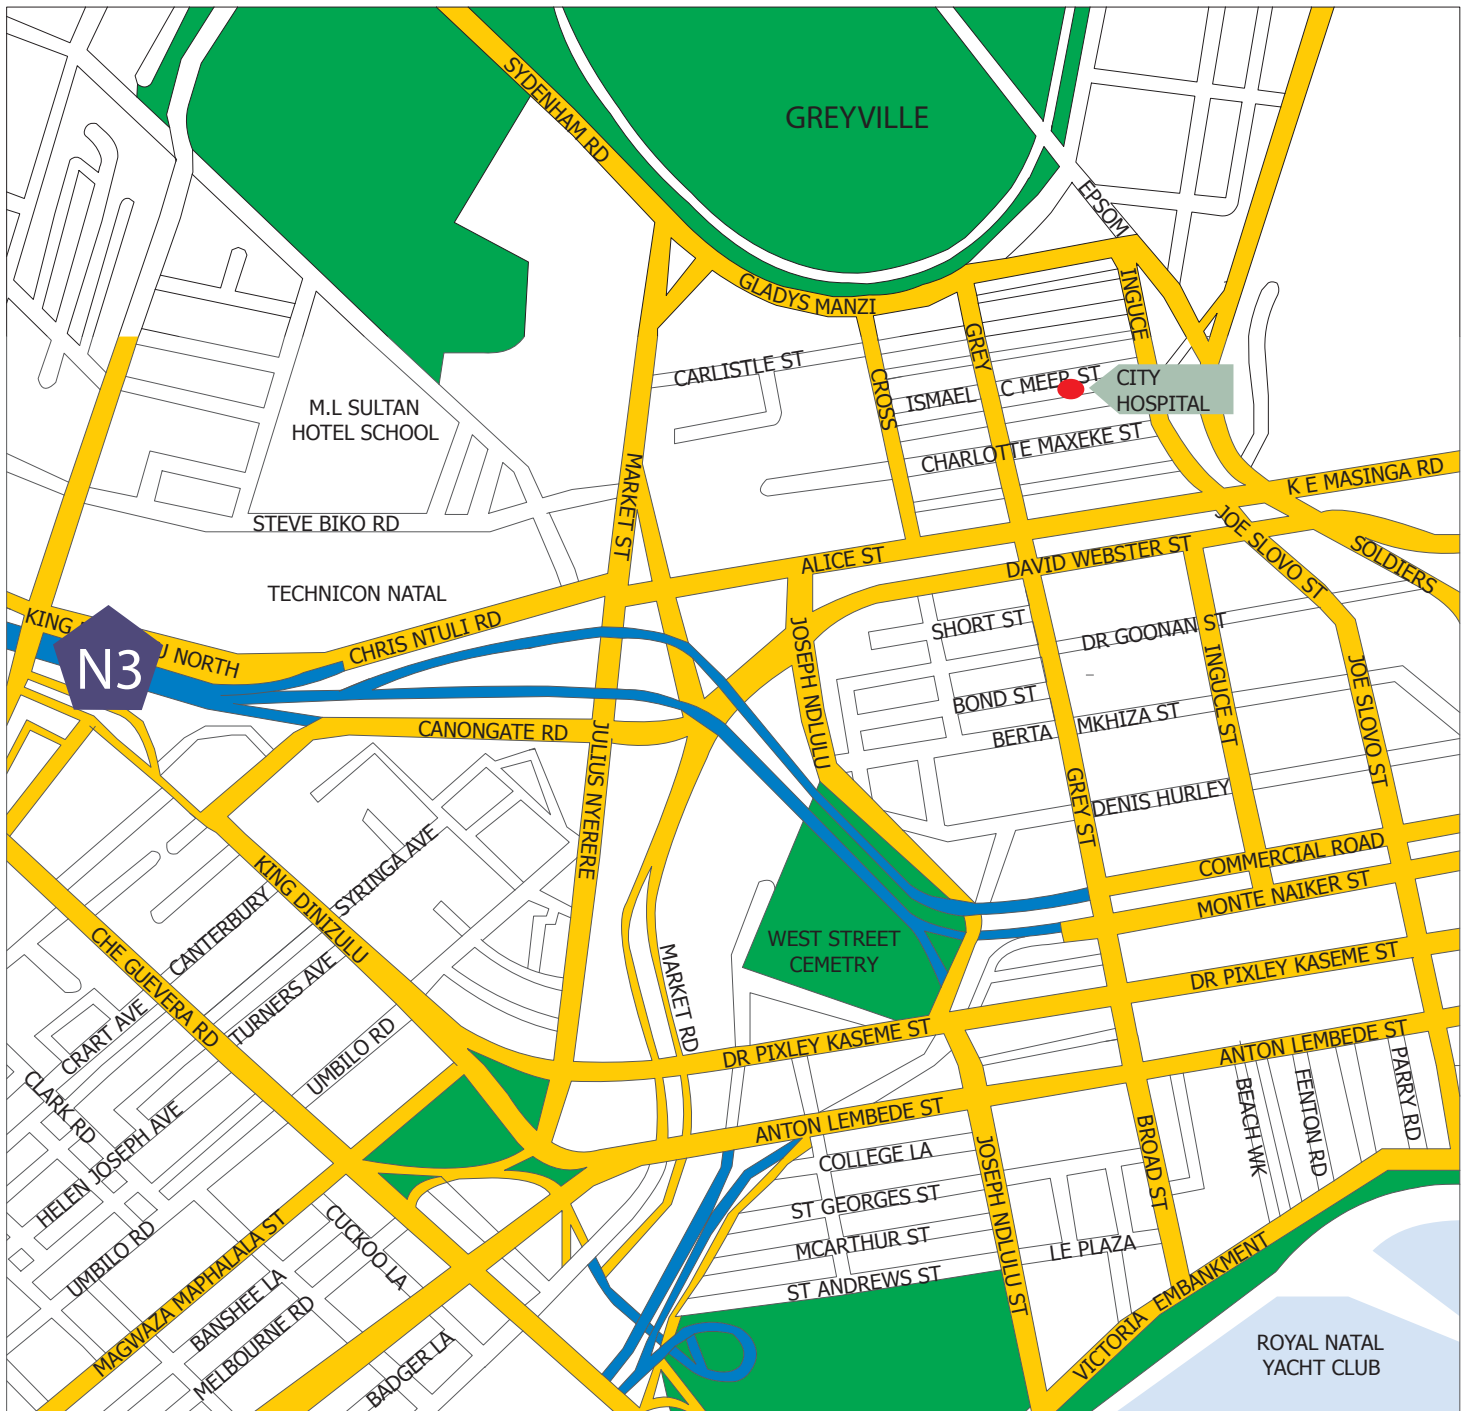 GREYVILLE
SYDENHAM RD
EPSOM
GLADYS MANZI
INGUCE
GREY
CARLISTLE ST
CROSS
ISMAEL C MEER ST
CITY
HOSPITAL
M.L SULTAN
HOTEL SCHOOL
CHARLOTTE MAXEKE ST
MARKET ST
K E MASINGA RD
STEVE BIKO RD
JOE SLOVO ST
SOLDIERS
ALICE ST
DAVID WEBSTER ST
TECHNICON NATAL
CHRIS NTULI RD
KING
U NORTH
N3
SHORT ST
DR GOONAN ST
JOSEPH NDLULU
INGUCE ST
JOE SLOVO ST
BOND ST
BERTA MKHIZA ST
CANONGATE RD
JULIUS NYERERE
GREY ST
DENIS HURLEY
SYRINGA AVE
KING DINIZULU
COMMERCIAL ROAD
MONTE NAIKER ST
CANTERBURY
CHE GUEVERA RD
WEST STREET
CEMETRY
MARKET RD
DR PIXLEY KASEME ST
TURNERS AVE
CRART AVE
UMBILO RD
DR PIXLEY KASEME ST
ANTON LEMBEDE ST
CLARK RD
HELEN JOSEPH AVE
ANTON LEMBEDE ST
BEACH WK
FENTON RD
PARRY RD
BROAD ST
COLLEGE LA
JOSEPH NDLULU ST
ST GEORGES ST
UMBILO RD
MAGWAZA MAPHALALA ST
CUCKOO LA
MCARTHUR ST
LE PLAZA
ST ANDREWS ST
BANSHEE LA
MELBOURNE RD
BADGER LA
VICTORIA EMBANKMENT
ROYAL NATAL
YACHT CLUB